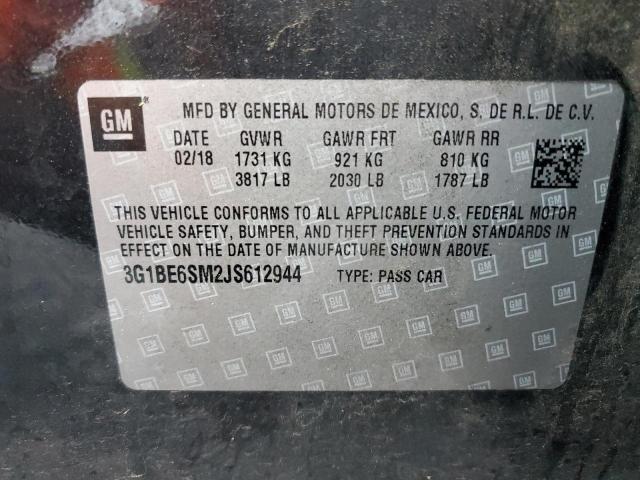 GM MFD BY GENERAL MOTORS DE MEXICO, S. DE R.L. DE C.V.
DATE GVWR GAWR FRT GAWR RR
02/18 1731 KG 921 KG 810 KG
3817 LB 2030 LB 1787 LB
THIS VEHICLE CONFORMS TO ALL APPLICABLE U.S. FEDERAL MOTOR
VEHICLE SAFETY, BUMPER, AND THEFT PREVENTION STANDARDS IN
EFFECT ON THE DATE OF MANUFACTURE SHOWN ABOVE.
3G1BE6SM2JS612944 TYPE: PASS CAR